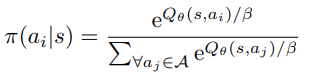 π(a_i|s) = e^{Q_θ(s,a_i)/β} / ∑_{∀a_j∈𝒜} e^{Q_θ(s,a_j)/β}